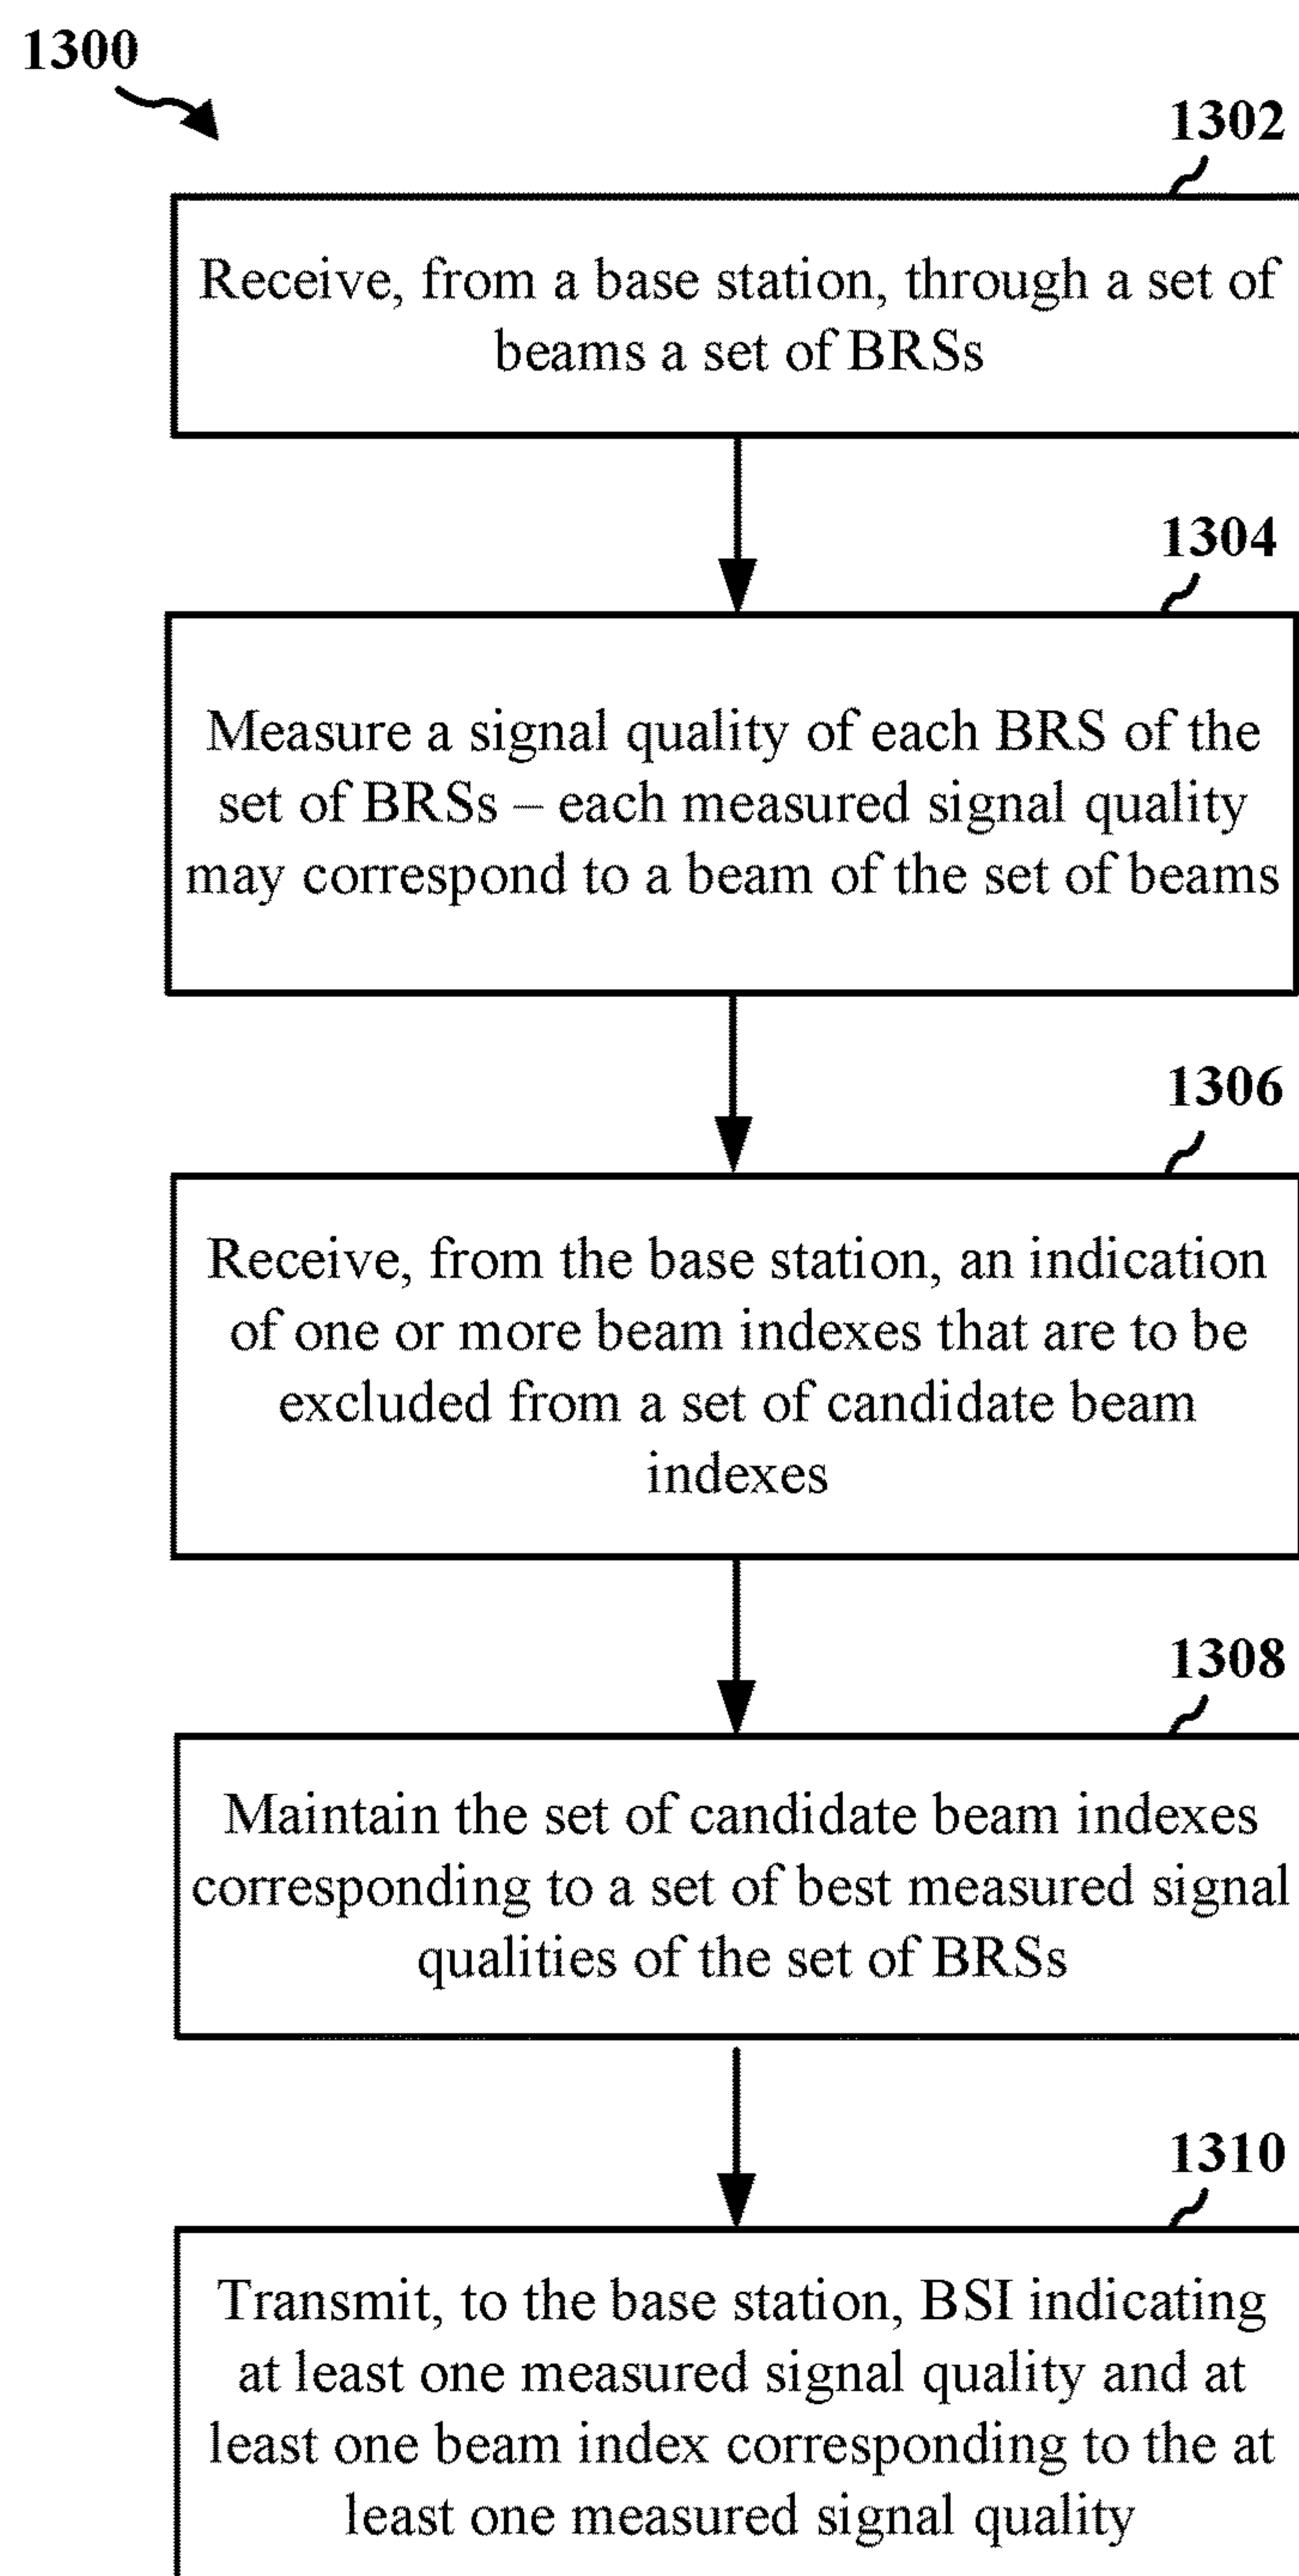 1300
1302
Receive, from a base station, through a set of
beams a set of BRSs
1304
Measure a signal quality of each BRS of the
set of BRSs – each measured signal quality
may correspond to a beam of the set of beams
1306
Receive, from the base station, an indication
of one or more beam indexes that are to be
excluded from a set of candidate beam
indexes
1308
Maintain the set of candidate beam indexes
corresponding to a set of best measured signal
qualities of the set of BRSs
1310
Transmit, to the base station, BSI indicating
at least one measured signal quality and at
least one beam index corresponding to the at
least one measured signal quality